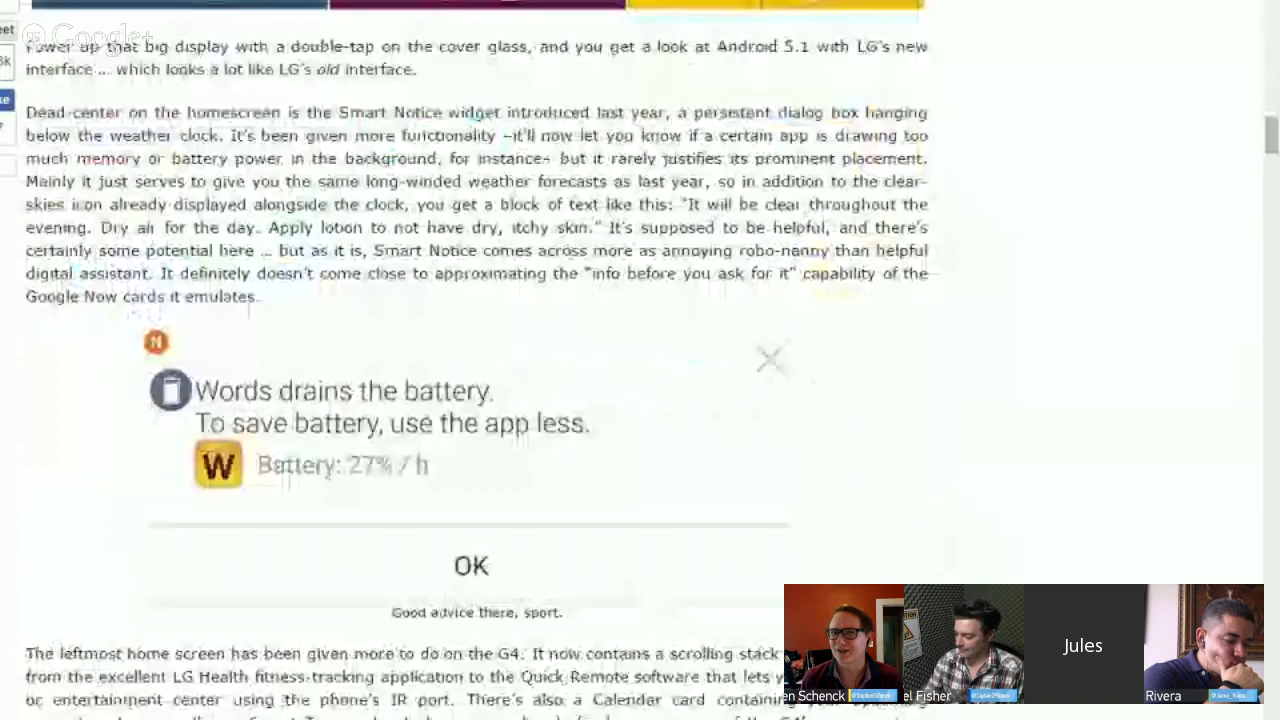 Google+
eet
8k
ke
Power up that big display with a double-tap on the cover glass, and you get a look at Android 5.1 with LG's new
interface ... which looks a lot like LG's old interface.
Dead-center on the homescreen is the Smart Notice widget introduced last year, a persistent dialog box hanging
below the weather clock. It's been given more functionality –it'll now let you know if a certain app is drawing too
much memory or battery power in the background, for instance– but it rarely justifies its prominent placement.
Mainly it just serves to give you the same long-winded weather forecasts as last year, so in addition to the clear-
skies icon already displayed alongside the clock, you get a block of text like this: "It will be clear throughout the
evening. Dry air for the day. Apply lotion to not have dry, itchy skin." It's supposed to be helpful, and there's
certainly some potential here ... but as it is, Smart Notice comes across more as annoying robo-nanny than helpful
digital assistant. It definitely doesn't come close to approximating the "info before you ask for it" capability of the
Google Now cards it emulates.
N
Words drains the battery.
To save battery, use the app less.
W
Battery: 27% / h
OK
Good advice there, sport.
The leftmost home screen has been given more to do on the G4. It now contains a scrolling stack
from the excellent LG Health fitness-tracking application to the Quick Remote software that lets y
or entertainment center using the phone's IR port. There's also a Calendar card containing
Jules
en Schenck
el Fisher
Rivera